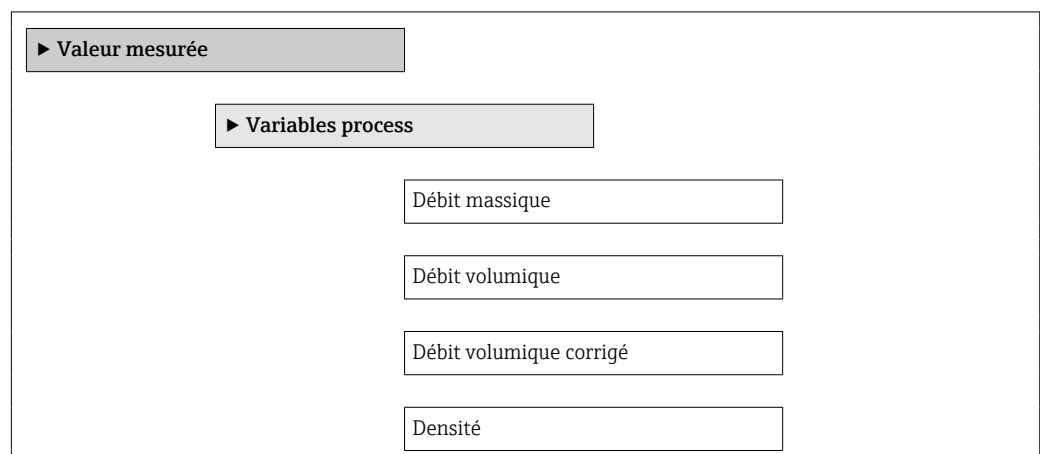 ▶ Valeur mesurée
▶ Variables process
Débit massique
Débit volumique
Débit volumique corrigé
Densité